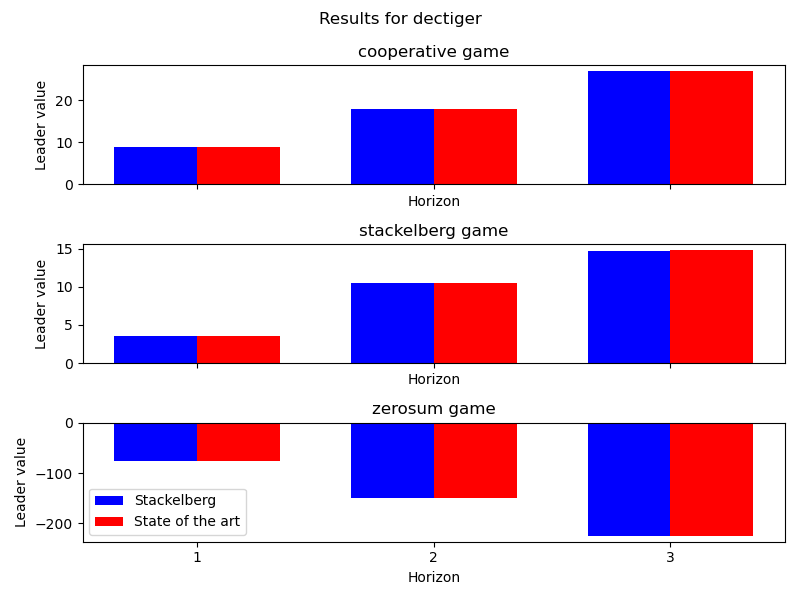 Results for dectiger
cooperative game
Leader value
20
10
0
Horizon
stackelberg game
Leader value
15
10
5
0
Horizon
zerosum game
Leader value
0
−100
−200
Stackelberg
State of the art
1 2 3
Horizon